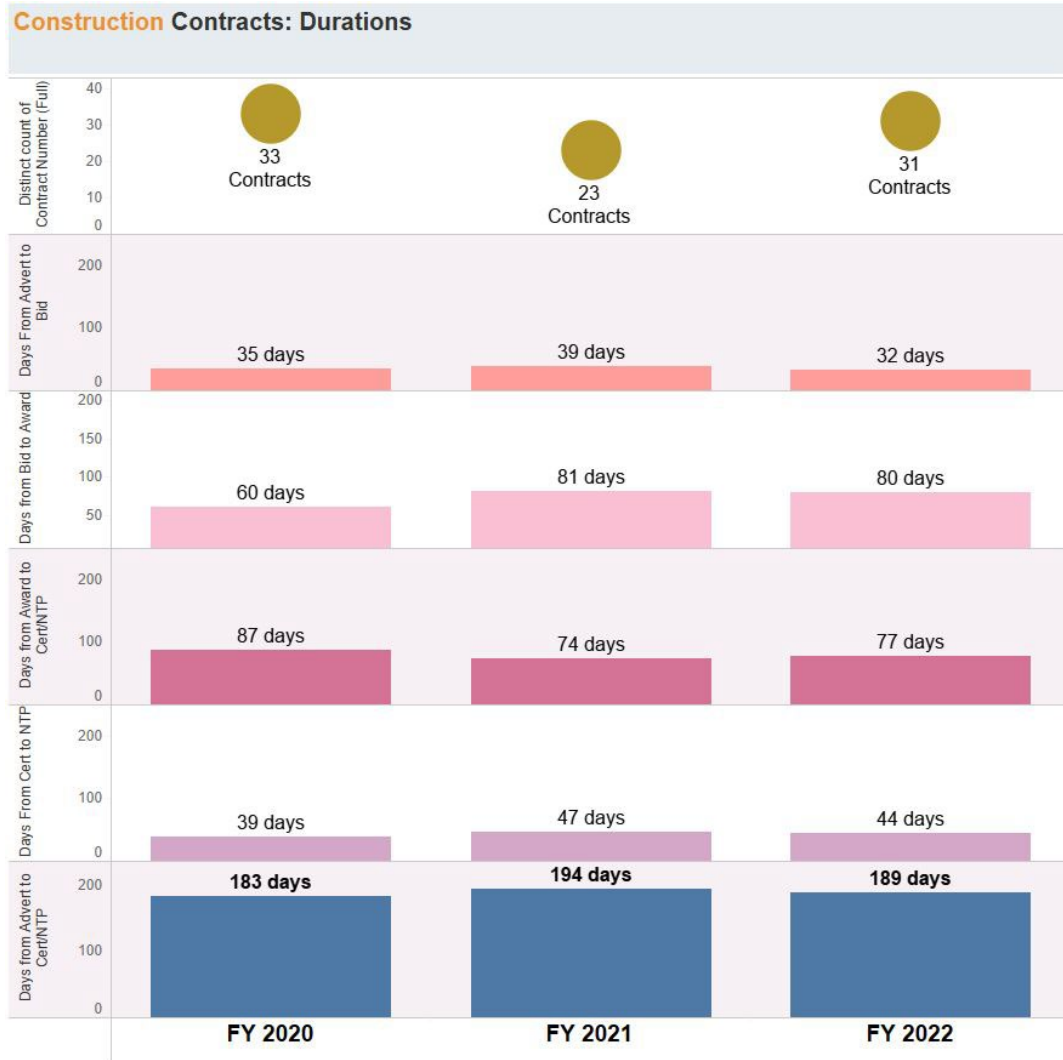 Construction Contracts: Durations
Distinct count of
Contract Number (Full)
40
30
20
10
0
33
Contracts
23
Contracts
31
Contracts
Days From Advert to
Bid
200
100
0
35 days
39 days
32 days
Days from Bid to Award
200
150
100
50
60 days
81 days
80 days
Days from Award to
Cert/NTP
200
100
0
87 days
74 days
77 days
Days From Cert to NTP
200
100
0
39 days
47 days
44 days
Days from Advert to
Cert/NTP
200
100
0
183 days
194 days
189 days
FY 2020
FY 2021
FY 2022